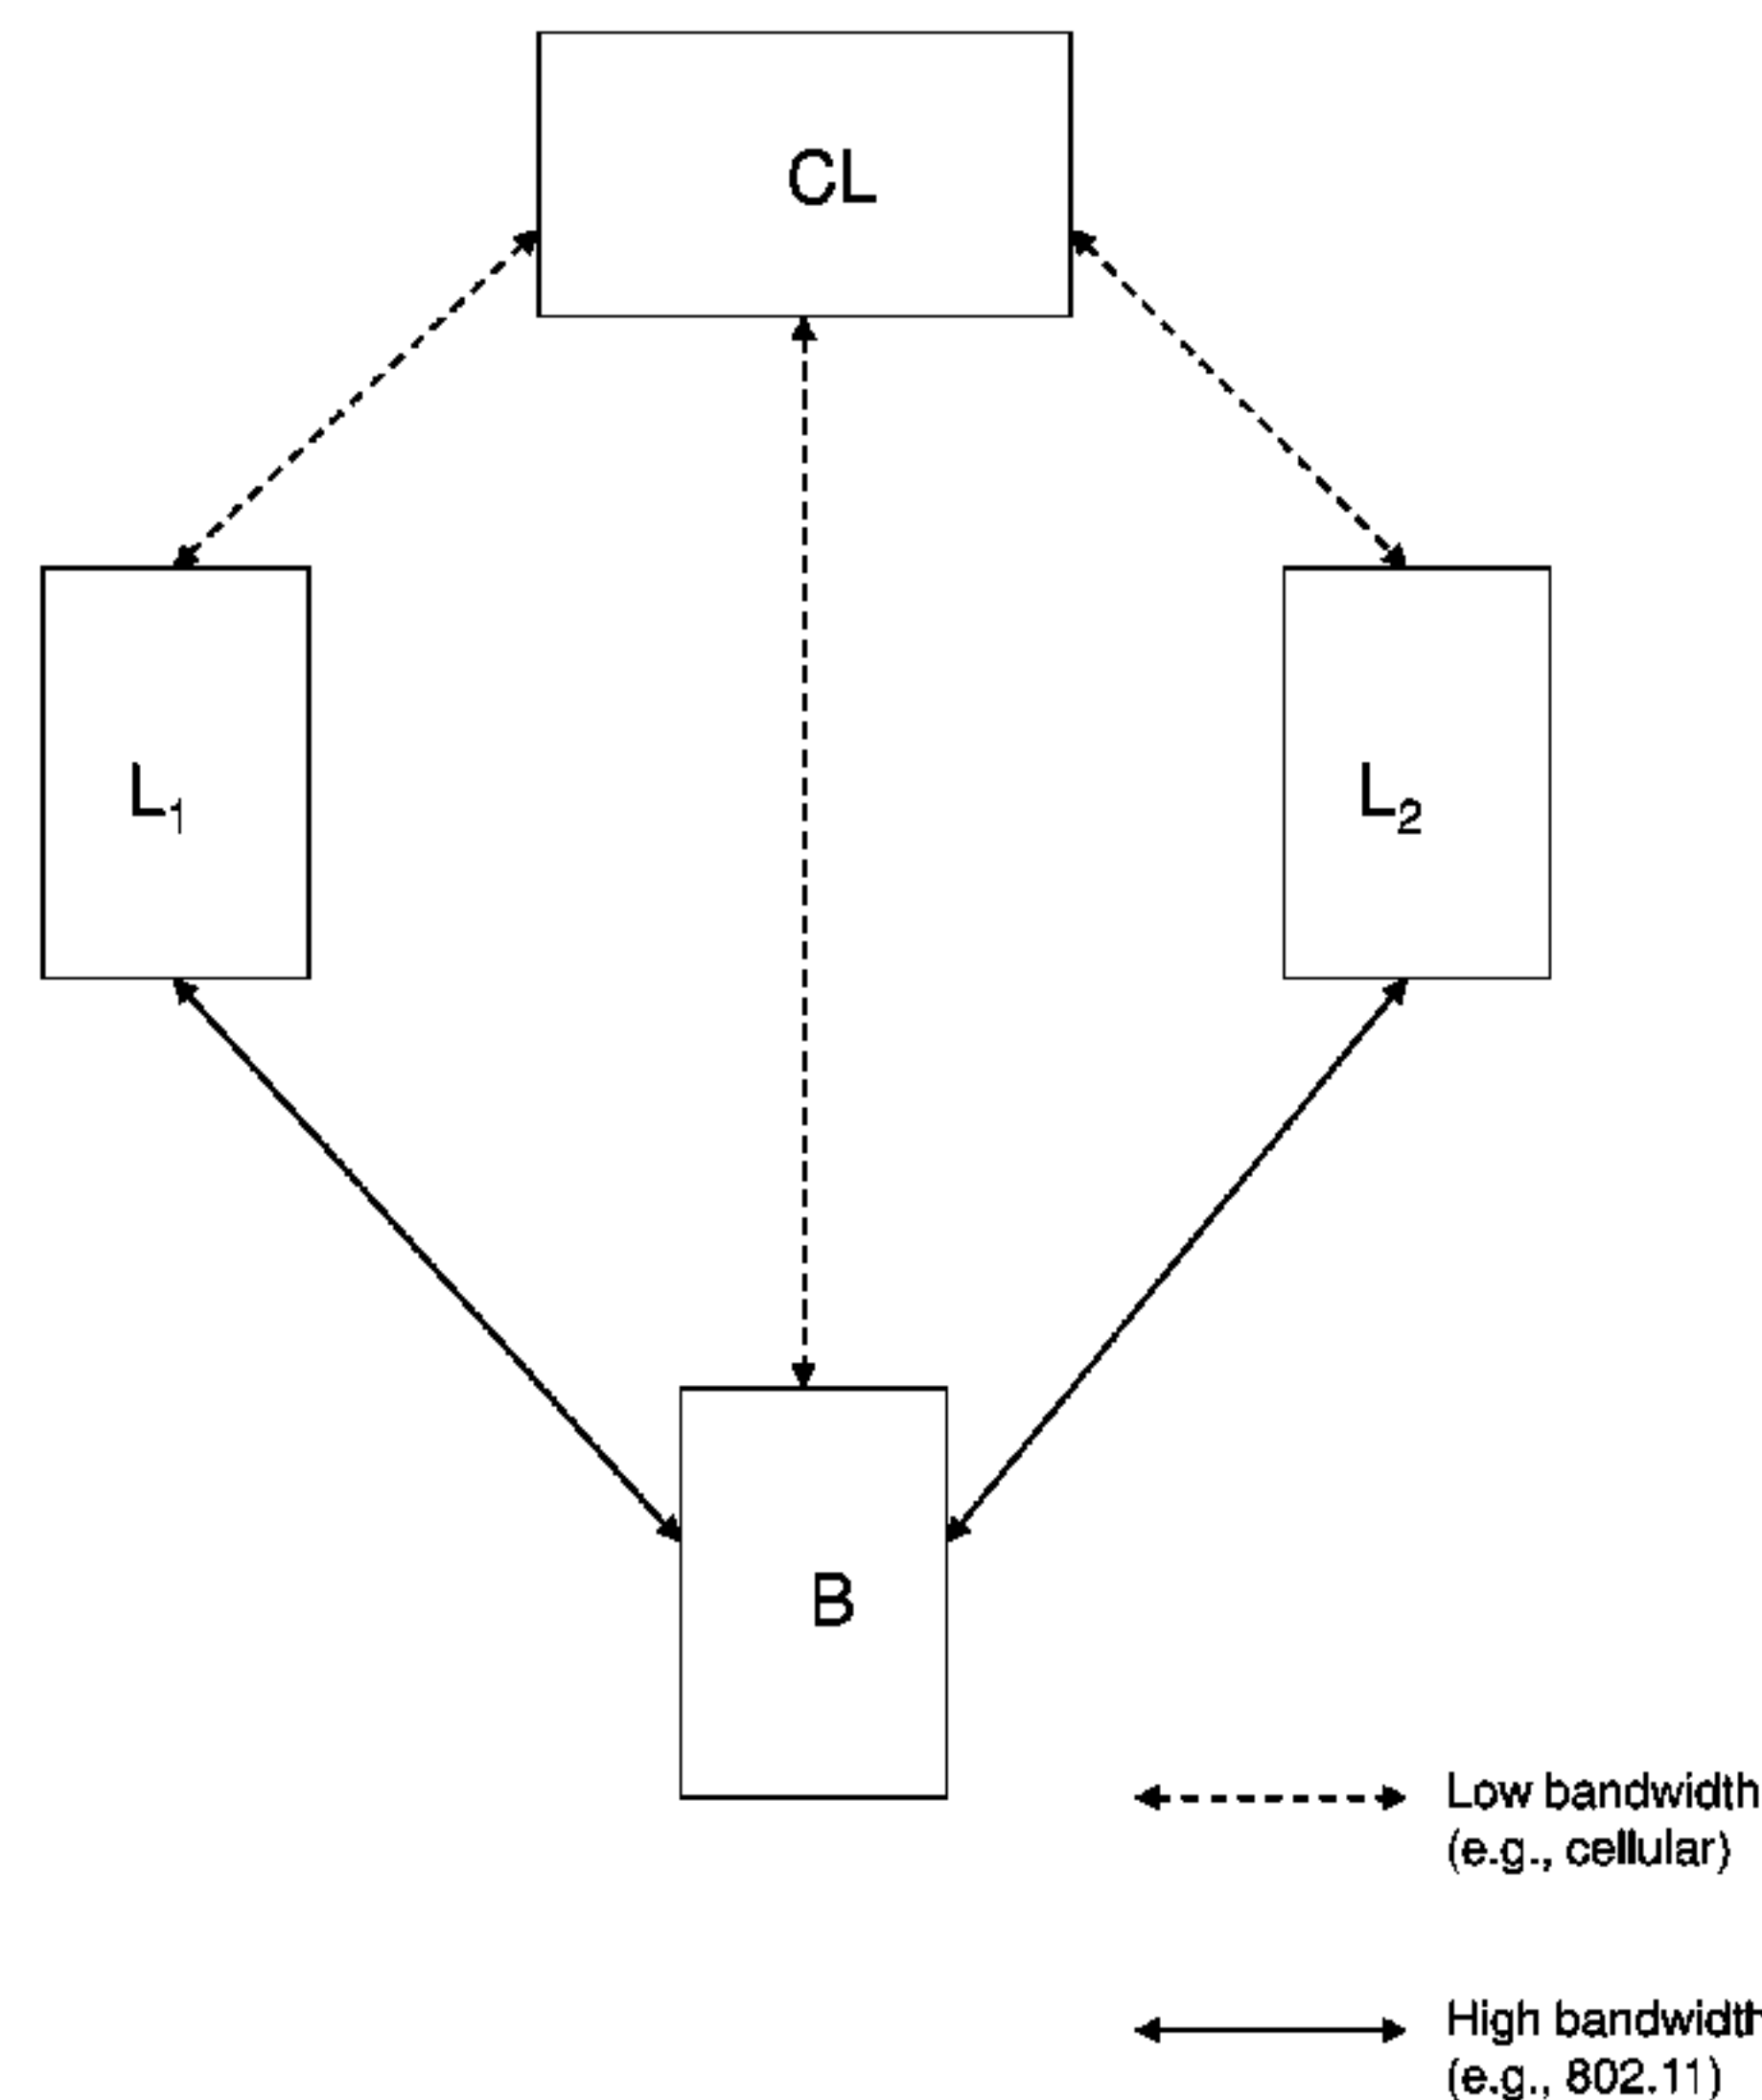 CL
L₁
L₂
B
Low bandwidth
(e.g., cellular)
High bandwidth
(e.g., 802.11)